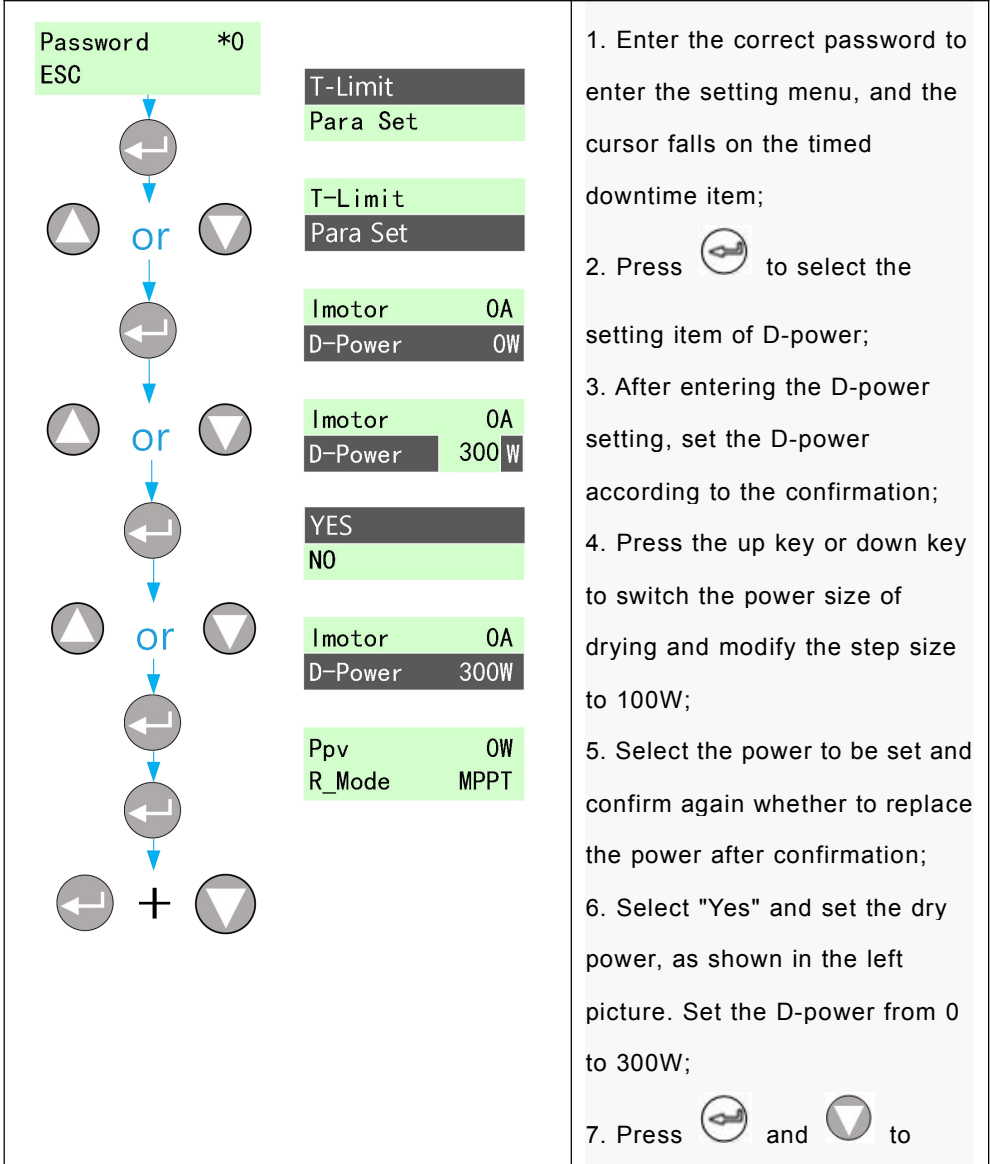 Password *0
ESC
T-Limit
Para Set
or
T-Limit
Para Set
Imotor 0A
D-Power 0W
or
Imotor 0A
D-Power 300 W
YES
NO
or
Imotor 0A
D-Power 300W
Ppv 0W
R_Mode MPPT
+
1. Enter the correct password to
enter the setting menu, and the
cursor falls on the timed
downtime item;
2. Press to select the
setting item of D-power;
3. After entering the D-power
setting, set the D-power
according to the confirmation;
4. Press the up key or down key
to switch the power size of
drying and modify the step size
to 100W;
5. Select the power to be set and
confirm again whether to replace
the power after confirmation;
6. Select "Yes" and set the dry
power, as shown in the left
picture. Set the D-power from 0
to 300W;
7. Press and to